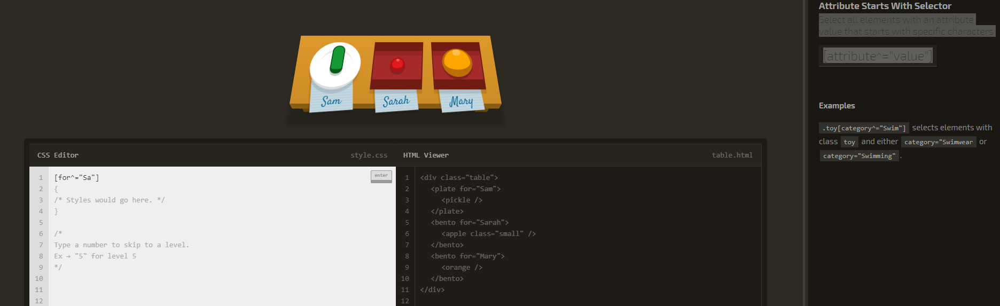 Sam
Sarah
Mary
CSS Editor
style.css
1 [for^="Sa"]
enter
2 {
3 /* Styles would go here. */
4 }
5
6 /*
7 Type a number to skip to a level.
8 Ex → "5" for level 5
9 */
10
11
12
HTML Viewer
table.html
1 <div class="table">
2 <plate for="Sam">
3 <pickle />
4 </plate>
5 <bento for="Sarah">
6 <apple class="small" />
7 </bento>
8 <bento for="Mary">
9 <orange />
10 </bento>
11 </div>
12
Attribute Starts With Selector
Select all elements with an attribute
value that starts with specific characters
[attribute^="value"]
Examples
.toy[category^="Swim"] selects elements with
class toy and either category="Swimwear or
category="Swimming" .